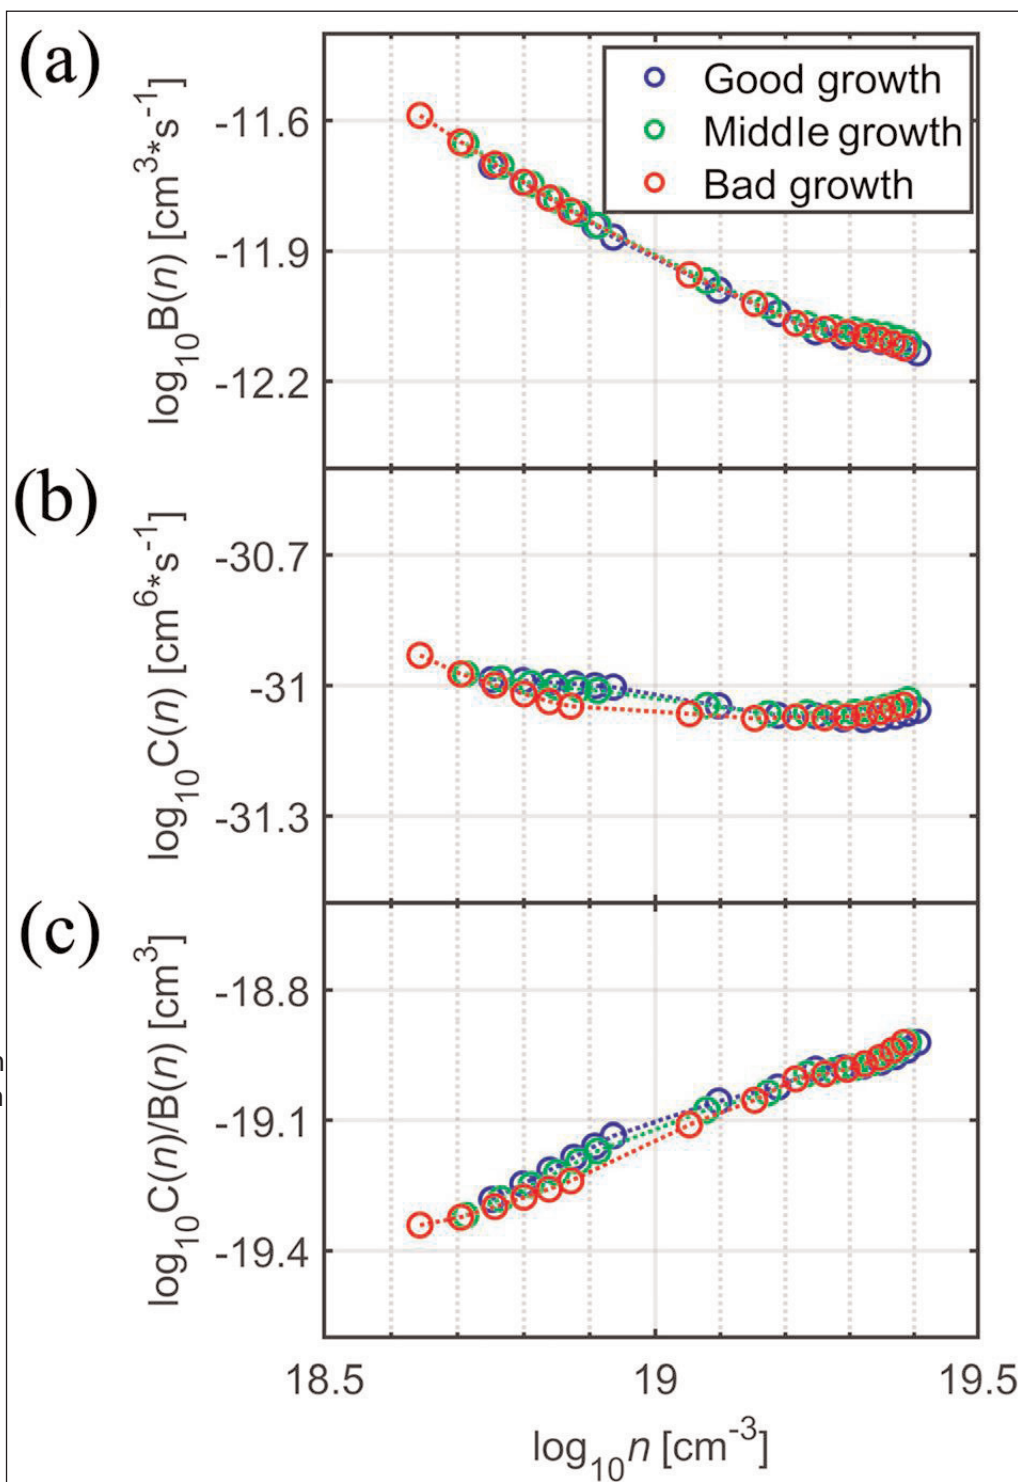 (a)
log₁₀B(n) [cm³*s⁻¹]
-11.6
-11.9
-12.2
Good growth
Middle growth
Bad growth
(b)
log₁₀C(n) [cm⁶*s⁻¹]
-30.7
-31
-31.3
(c)
log₁₀C(n)/B(n) [cm³]
-18.8
-19.1
-19.4
18.5 19 19.5
log₁₀n [cm⁻³]